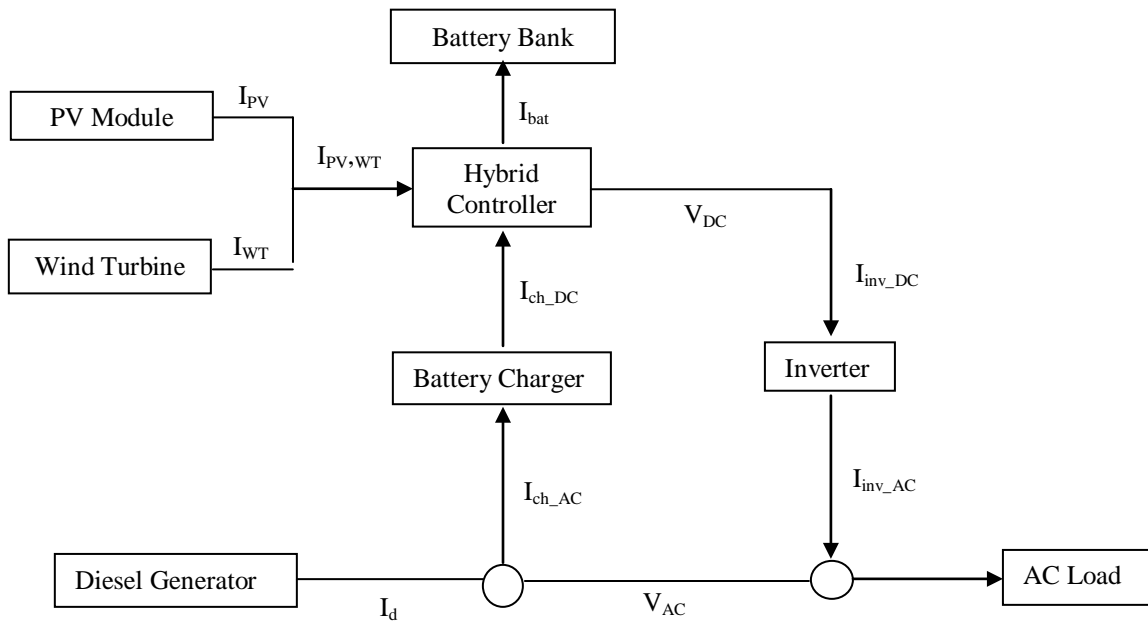 Battery Bank
I_PV
PV Module
I_bat
I_PV,WT
Hybrid
Controller
V_DC
I_WT
Wind Turbine
I_ch_DC
I_inv_DC
Battery Charger
Inverter
I_ch_AC
I_inv_AC
Diesel Generator
AC Load
I_d
V_AC